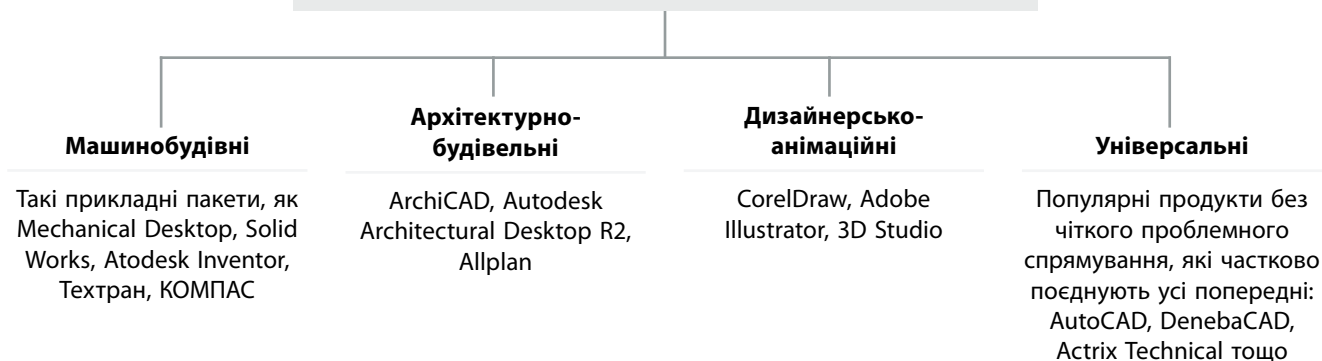 Машинобудівні
Такі прикладні пакети, як
Mechanical Desktop, Solid
Works, Atodesk Inventor,
Техтран, КОМПАС
Архітектурно-
будівельні
ArchiCAD, Autodesk
Architectural Desktop R2,
Allplan
Дизайнерсько-
анімаційні
CorelDraw, Adobe
Illustrator, 3D Studio
Універсальні
Популярні продукти без
чіткого проблемного
спрямування, які частково
поєднують усі попередні:
AutoCAD, DenebaCAD,
Actrix Technical тощо